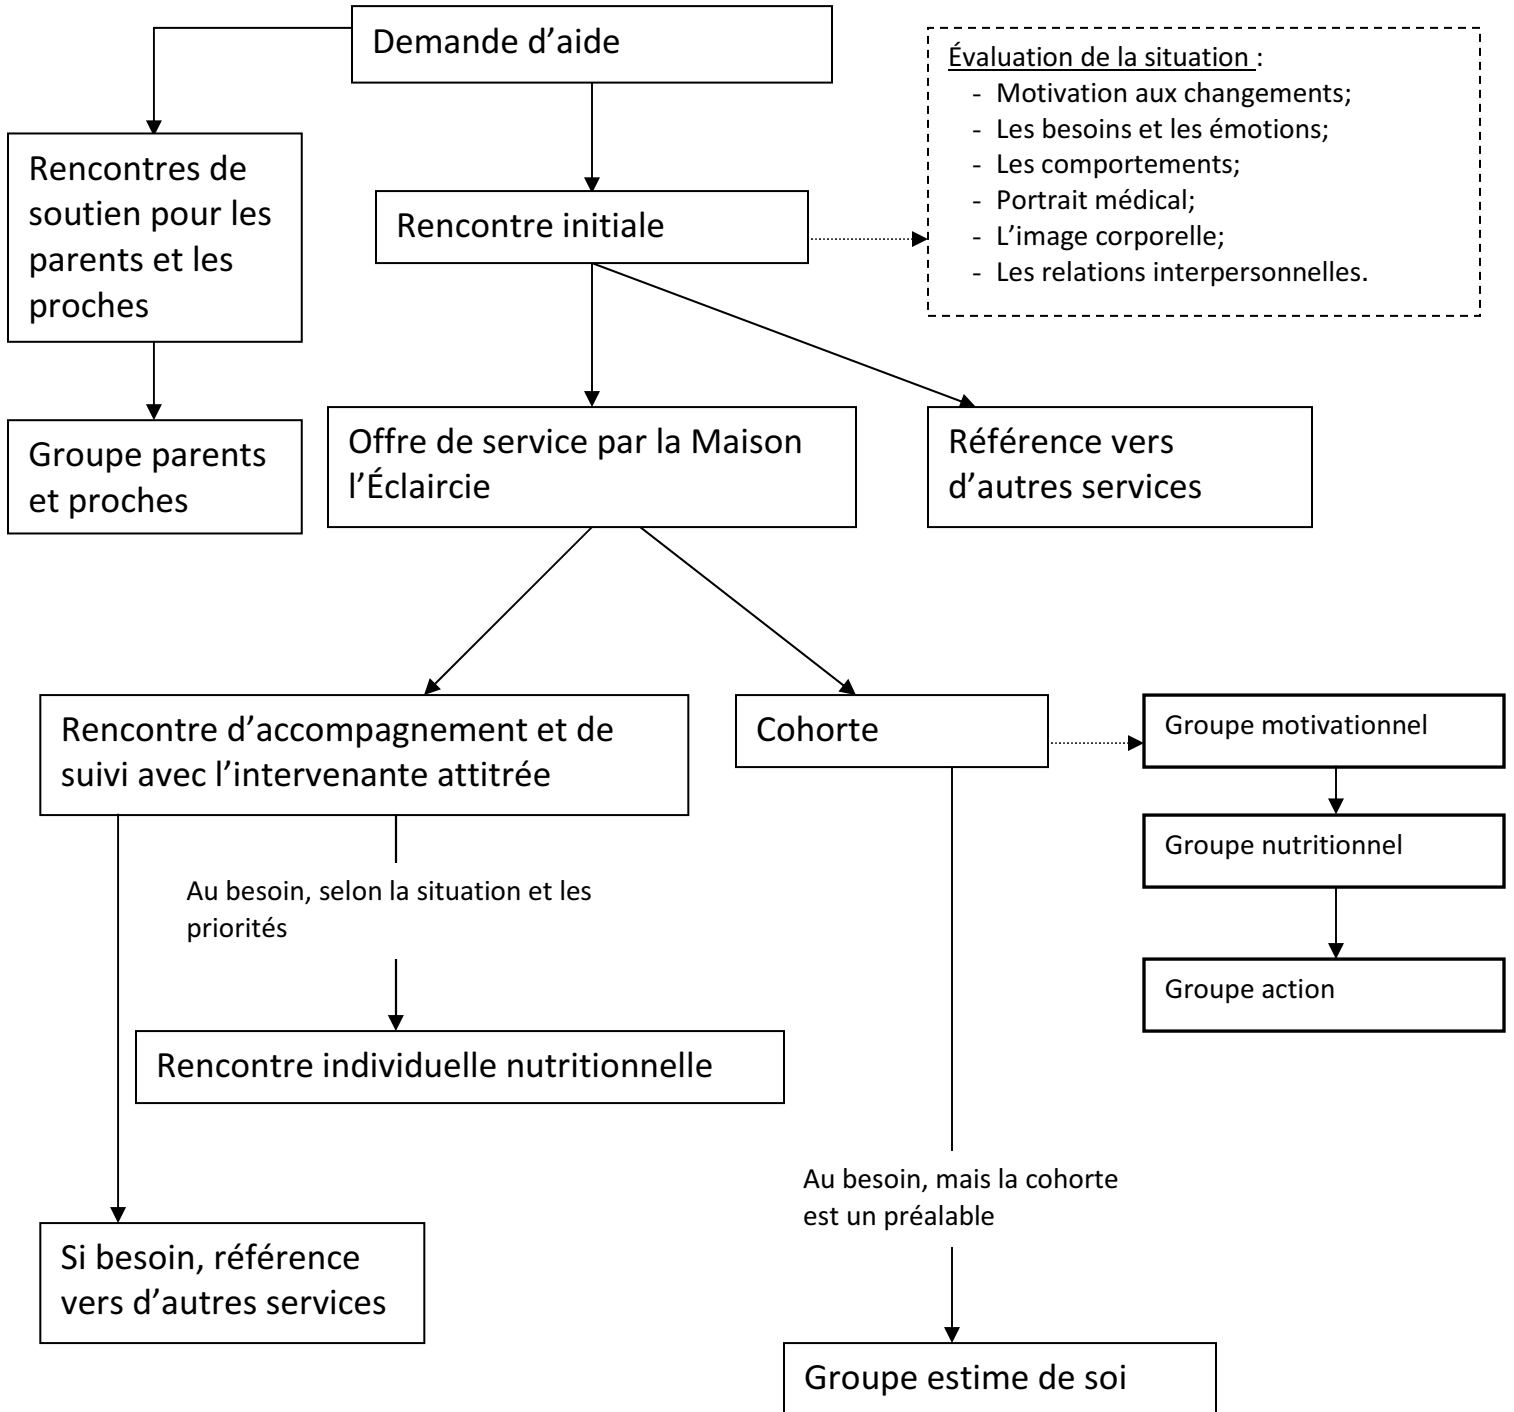 Demande d’aide
Évaluation de la situation :
- Motivation aux changements;
- Les besoins et les émotions;
- Les comportements;
- Portrait médical;
- L’image corporelle;
- Les relations interpersonnelles.
Rencontres de
soutien pour les
parents et les
proches
Rencontre initiale
Groupe parents
et proches
Offre de service par la Maison
l’Éclaircie
Référence vers
d’autres services
Rencontre d’accompagnement et de
suivi avec l’intervenante attitrée
Cohorte
Groupe motivationnel
Groupe nutritionnel
Groupe action
Au besoin, selon la situation et les
priorités
Rencontre individuelle nutritionnelle
Au besoin, mais la cohorte
est un préalable
Si besoin, référence
vers d’autres services
Groupe estime de soi